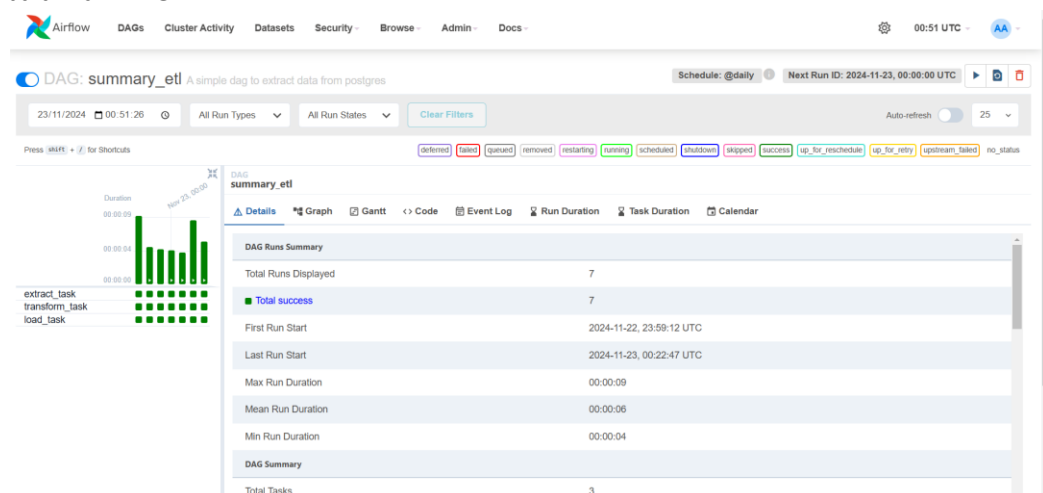 Airflow DAGs Cluster Activity Datasets Security Browse Admin Docs 00:51 UTC AA
DAG: summary_etl A simple dag to extract data from postgres Schedule: @daily Next Run ID: 2024-11-23, 00:00:00 UTC
23/11/2024 00:51:26 All Run Types All Run States Clear Filters Auto-refresh 25
Press shift + / for Shortcuts deferred failed queued removed restarting running scheduled shutdown skipped success up_for_reschedule up_for_retry upstream_failed no_status
DAG
summary_etl
Duration
Nov 23, 00:00
00:00:09
00:00:04
00:00:00
extract_task
transform_task
load_task
Details Graph Gantt <> Code Event Log Run Duration Task Duration Calendar
DAG Runs Summary
Total Runs Displayed 7
Total success 7
First Run Start 2024-11-22, 23:59:12 UTC
Last Run Start 2024-11-23, 00:22:47 UTC
Max Run Duration 00:00:09
Mean Run Duration 00:00:06
Min Run Duration 00:00:04
DAG Summary
Total Tasks 3